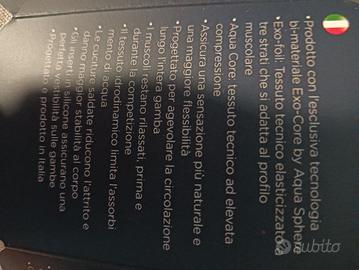 • Prodotto con l'esclusiva tecnologia
bi-materiale Exo-Core by Aqua Sphere
• Exo-foil: Tessuto tecnico elasticizzato a
tre strati che si adatta al profilo
muscolare
• Aqua Core: tessuto tecnico ad elevata
compressione
• Assicura una sensazione più naturale e
una maggiore flessibilità
• Progettato per agevolare la circolazione
lungo l'intera gamba
• I muscoli restano rilassati, prima e
durante la competizione
• Il tessuto idrodinamico limita l'assorbi
mento di acqua
• Le cuciture saldate riducono l'attrito e
danno maggior stabilità al corpo
• Gli inserti in silicone assicurano una
perfetta vestibilità sulle gambe
• Progettato e prodotto in Italia
subito